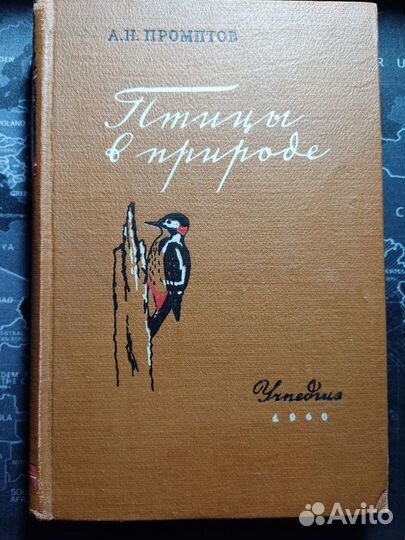 А.Н. ПРОМПТОВ
Птицы
в природе
Учпедгиз
1960
Avito